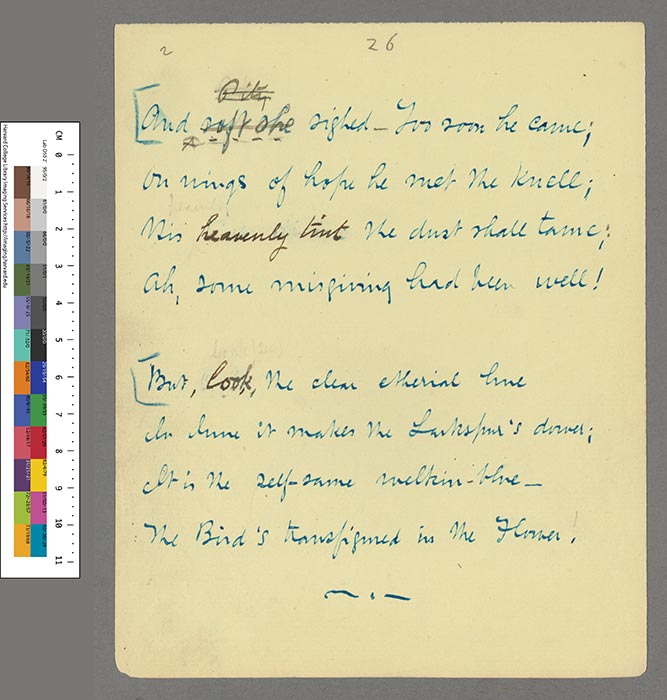 2 26
Pity
And soft she sighed — Too soon he came;
On wings of hope he met the knell;
His heavenly tint the dust shall tame;
Ah, some misgiving had been well!
But, look, the clear etherial hue
In June it makes the Larkspur's dower;
It is the self-same welkin-blue —
The Bird's transfigured in the Flower!
CM 0 1 2 3 4 5 6 7 8 9 10 11
Harvard College Library Imaging Services http://imaging.harvard.edu